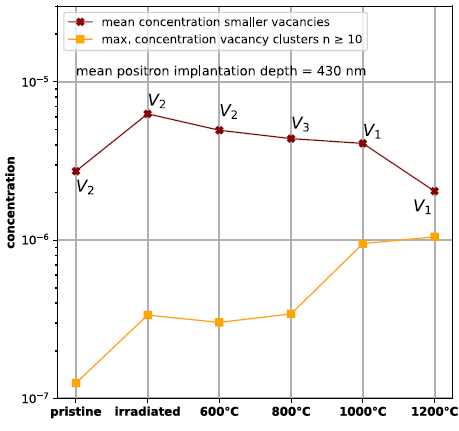 mean concentration smaller vacancies
max, concentration vacancy clusters n ≥ 10
mean positron implantation depth = 430 nm
10⁻⁵
10⁻⁶
10⁻⁷
concentration
V₂
V₂
V₂
V₃
V₁
V₁
pristine irradiated 600°C 800°C 1000°C 1200°C